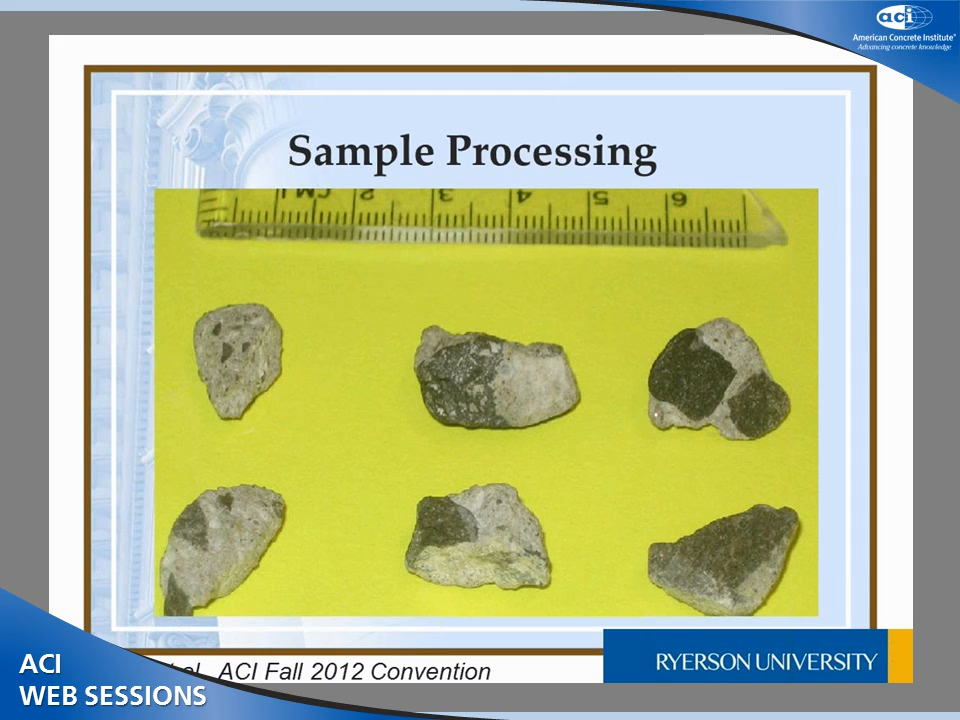 aci
American Concrete Institute®
Advancing concrete knowledge
Sample Processing
1 CM 2 3 4 5 6
ACI Fall 2012 Convention
RYERSON UNIVERSITY
ACI
WEB SESSIONS